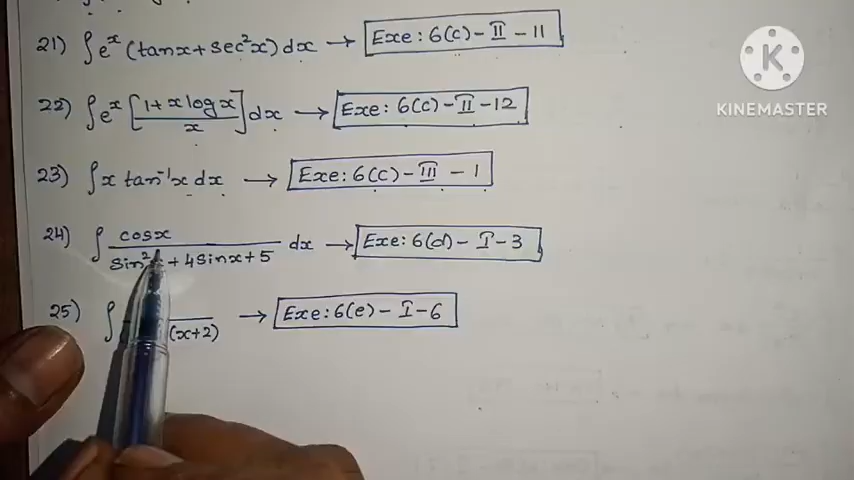 21) ∫eˣ (tanx + sec²x) dx → Exe: 6(c) - II - 11
KINEMASTER
22) ∫eˣ [(1 + x log x)/x] dx → Exe: 6(c) - II - 12
23) ∫x tan⁻¹x dx → Exe: 6(c) - III - 1
24) ∫ cosx / (sin² + 4sinx + 5) dx → Exe: 6(d) - I - 3
25) ∫ (x+2) → Exe: 6(e) - I - 6